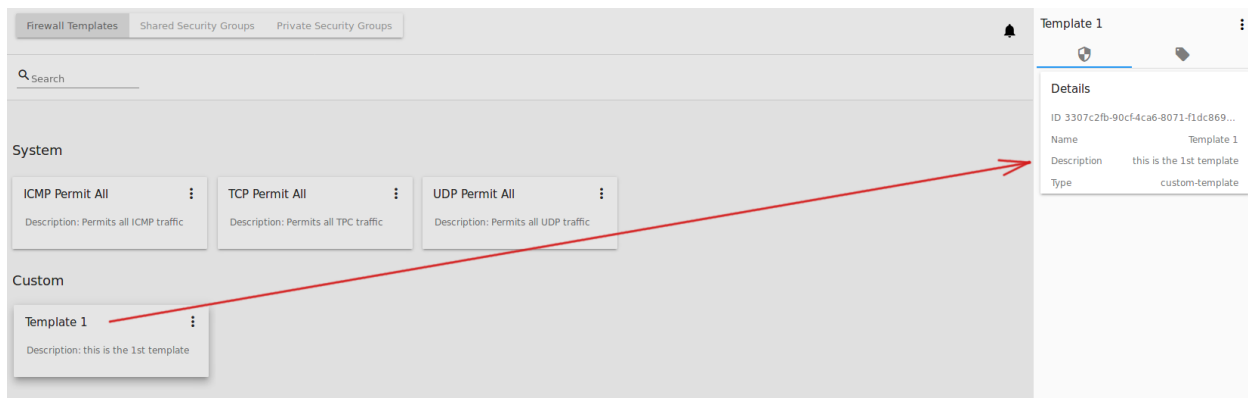 Firewall Templates Shared Security Groups Private Security Groups
Search
System
ICMP Permit All
Description: Permits all ICMP traffic
TCP Permit All
Description: Permits all TPC traffic
UDP Permit All
Description: Permits all UDP traffic
Custom
Template 1
Description: this is the 1st template
Template 1
Details
ID 3307c2fb-90cf-4ca6-8071-f1dc869...
Name Template 1
Description this is the 1st template
Type custom-template